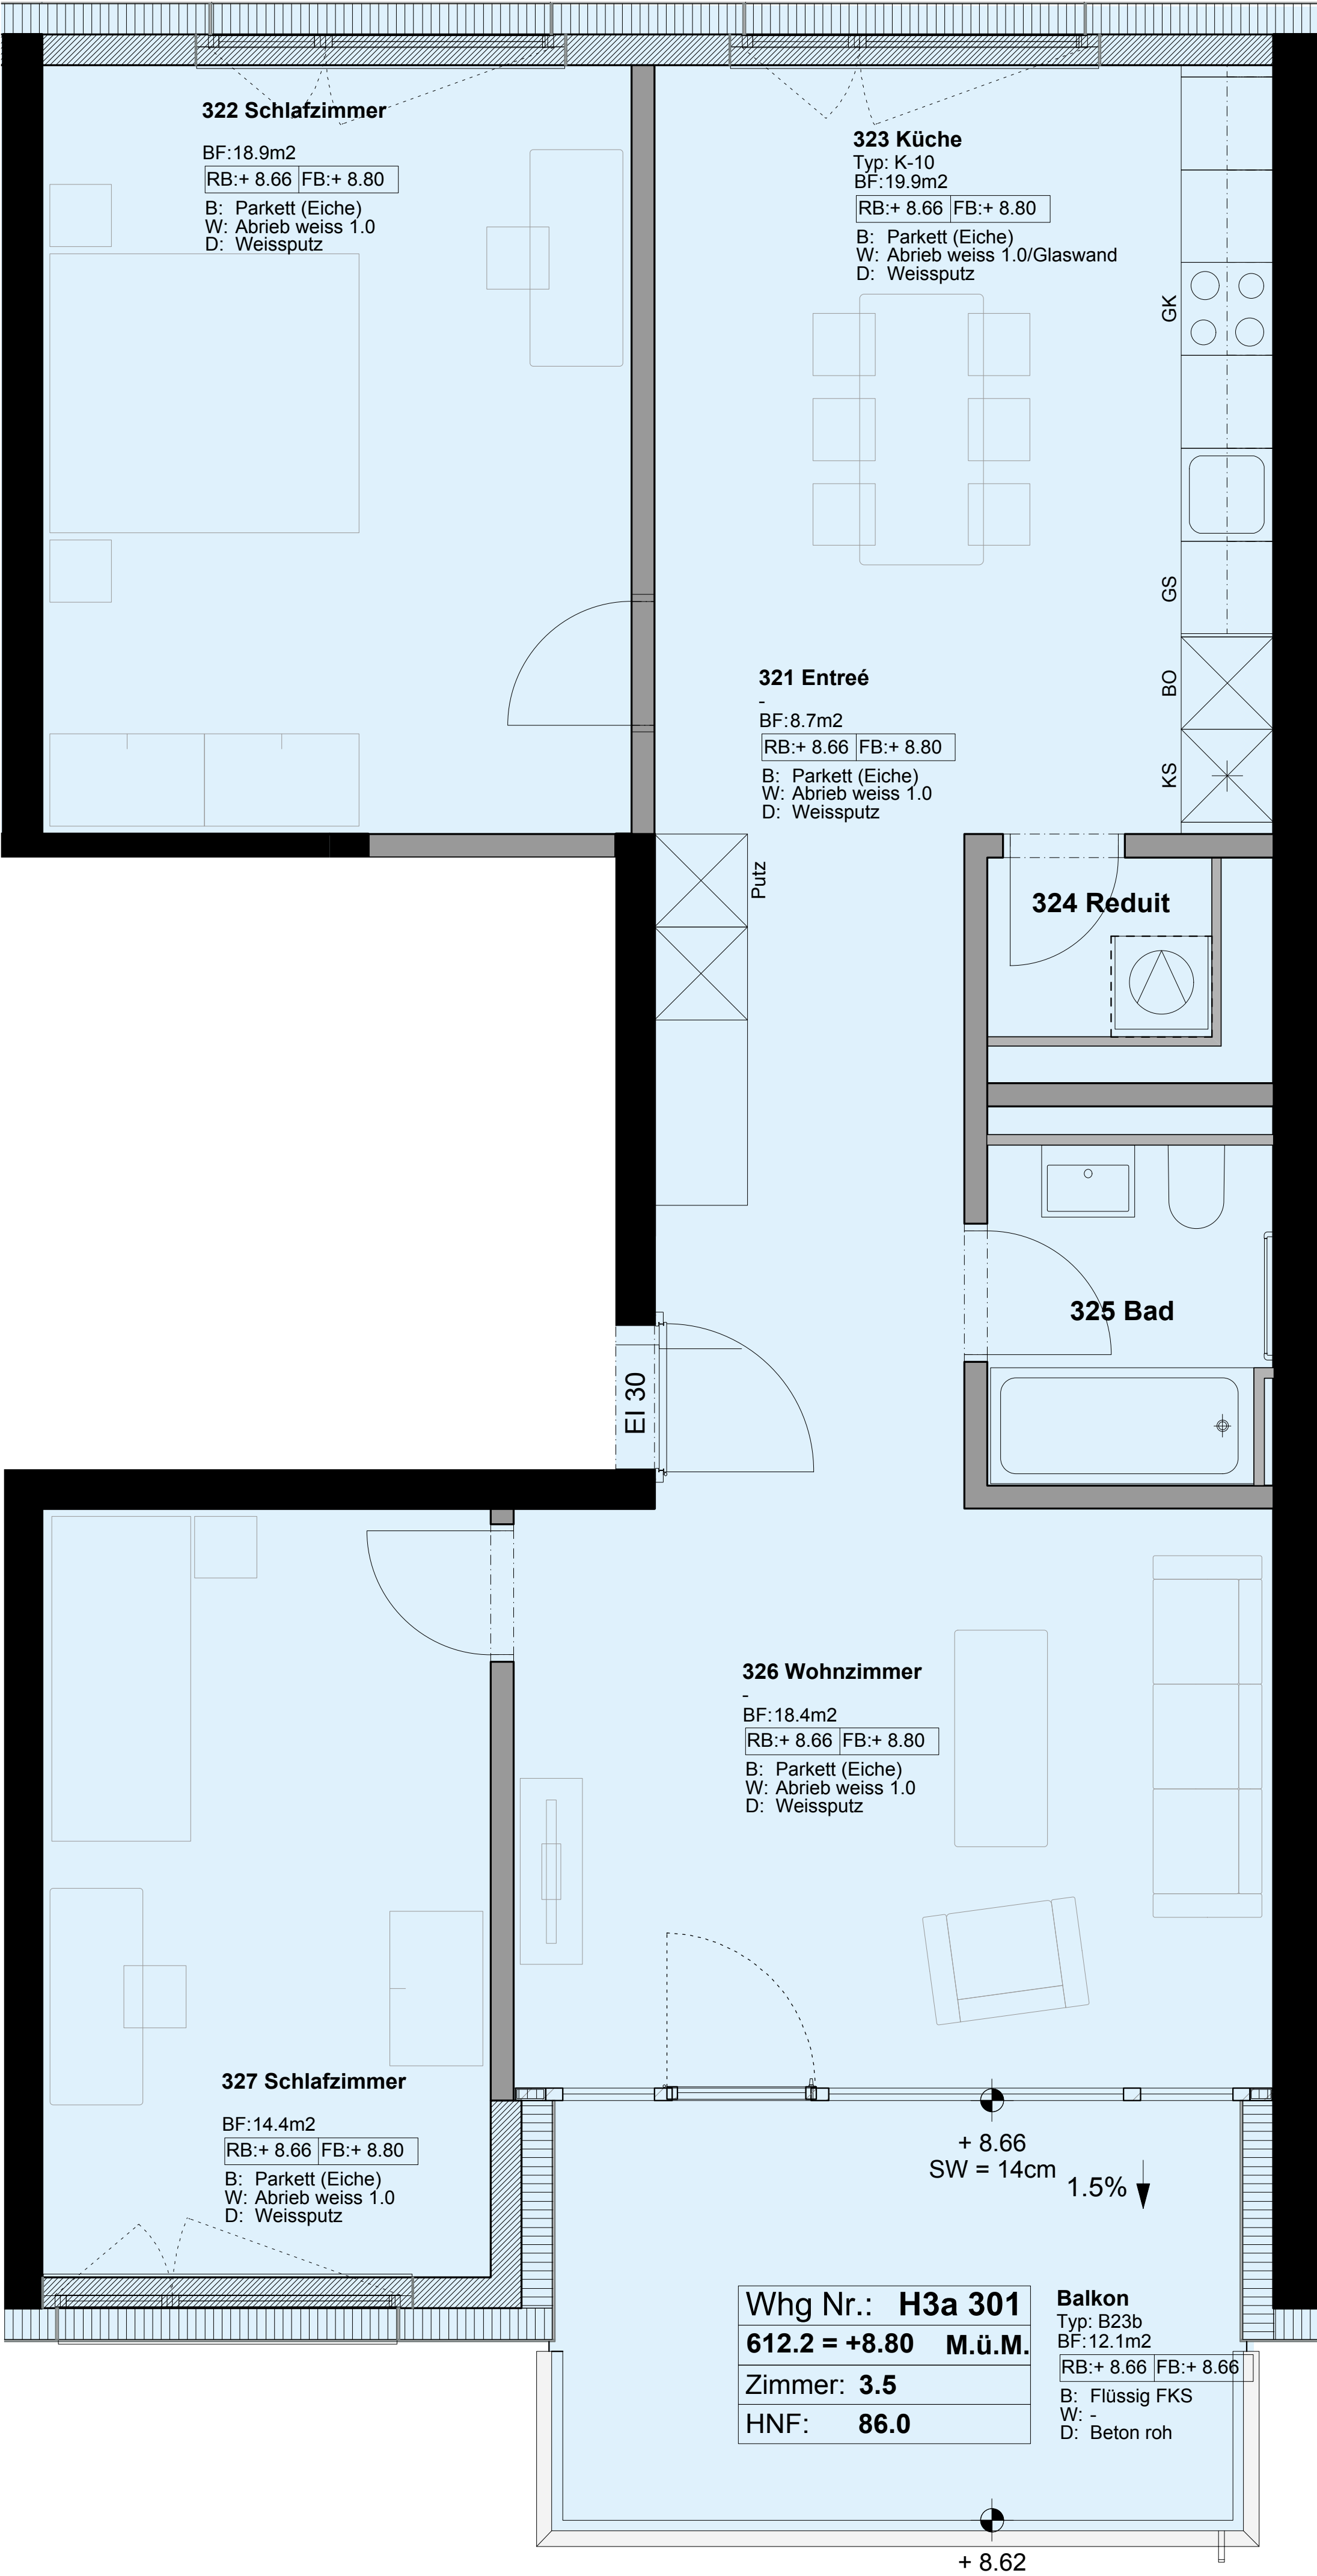 322 Schlafzimmer
BF:18.9m2
RB:+ 8.66 FB:+ 8.80
B: Parkett (Eiche)
W: Abrieb weiss 1.0
D: Weissputz
323 Küche
Typ: K-10
BF:19.9m2
RB:+ 8.66 FB:+ 8.80
B: Parkett (Eiche)
W: Abrieb weiss 1.0/Glaswand
D: Weissputz
GK
GS
BO
KS
321 Entreé
-
BF:8.7m2
RB:+ 8.66 FB:+ 8.80
B: Parkett (Eiche)
W: Abrieb weiss 1.0
D: Weissputz
Putz
324 Reduit
325 Bad
EI 30
326 Wohnzimmer
-
BF:18.4m2
RB:+ 8.66 FB:+ 8.80
B: Parkett (Eiche)
W: Abrieb weiss 1.0
D: Weissputz
327 Schlafzimmer
BF:14.4m2
RB:+ 8.66 FB:+ 8.80
B: Parkett (Eiche)
W: Abrieb weiss 1.0
D: Weissputz
+ 8.66
SW = 14cm
1.5%
Whg Nr.: H3a 301
612.2 = +8.80 M.ü.M.
Zimmer: 3.5
HNF: 86.0
Balkon
Typ: B23b
BF:12.1m2
RB:+ 8.66 FB:+ 8.66
B: Flüssig FKS
W: -
D: Beton roh
+ 8.62